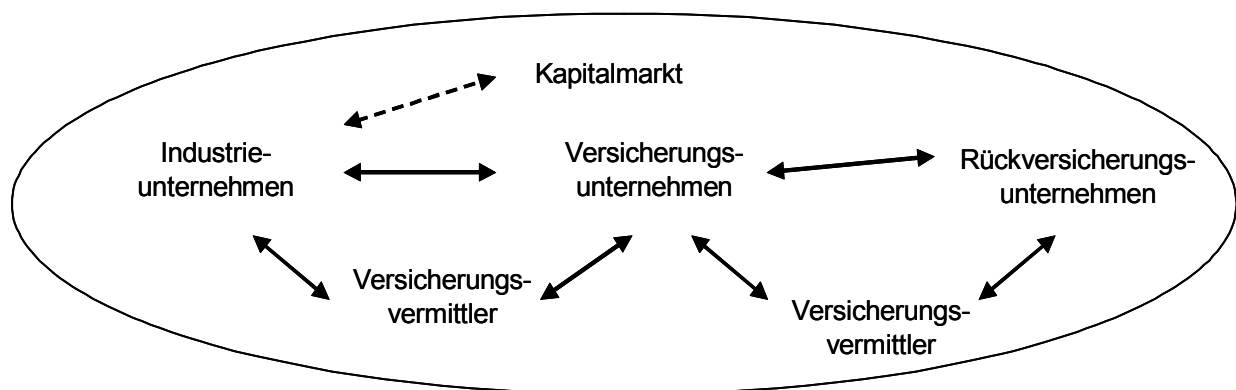 Kapitalmarkt
Industrie-
unternehmen
Versicherungs-
unternehmen
Rückversicherungs-
unternehmen
Versicherungs-
vermittler
Versicherungs-
vermittler